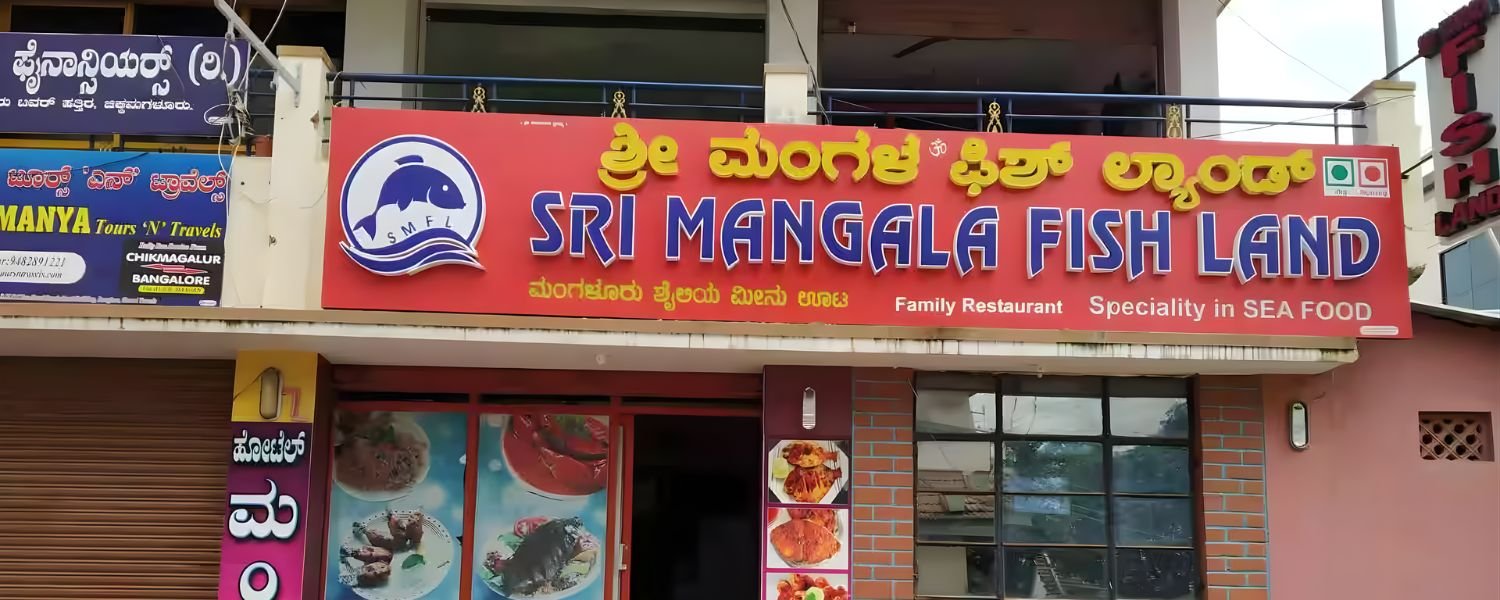 ಫೈನಾನ್ಸಿಯರ್ಸ್ (ರಿ.)
ಟವರ್ ಹತ್ತಿರ, ಚಿಕ್ಕಮಗಳೂರು.
ಟೂರ್ಸ್ 'ಎನ್' ಟ್ರಾವೆಲ್ಸ್
MANYA Tours 'N' Travels
9482891221
CHIKMAGALUR
BANGALORE
ಶ್ರೀ ಮಂಗಳ ಫಿಶ್ ಲ್ಯಾಂಡ್
SMFL
SRI MANGALA FISH LAND
ಮಂಗಳೂರು ಶೈಲಿಯ ಮೀನು ಊಟ
Family Restaurant Speciality in SEA FOOD
FISH
LAND
ಹೋಟೆಲ್
ಮಂ